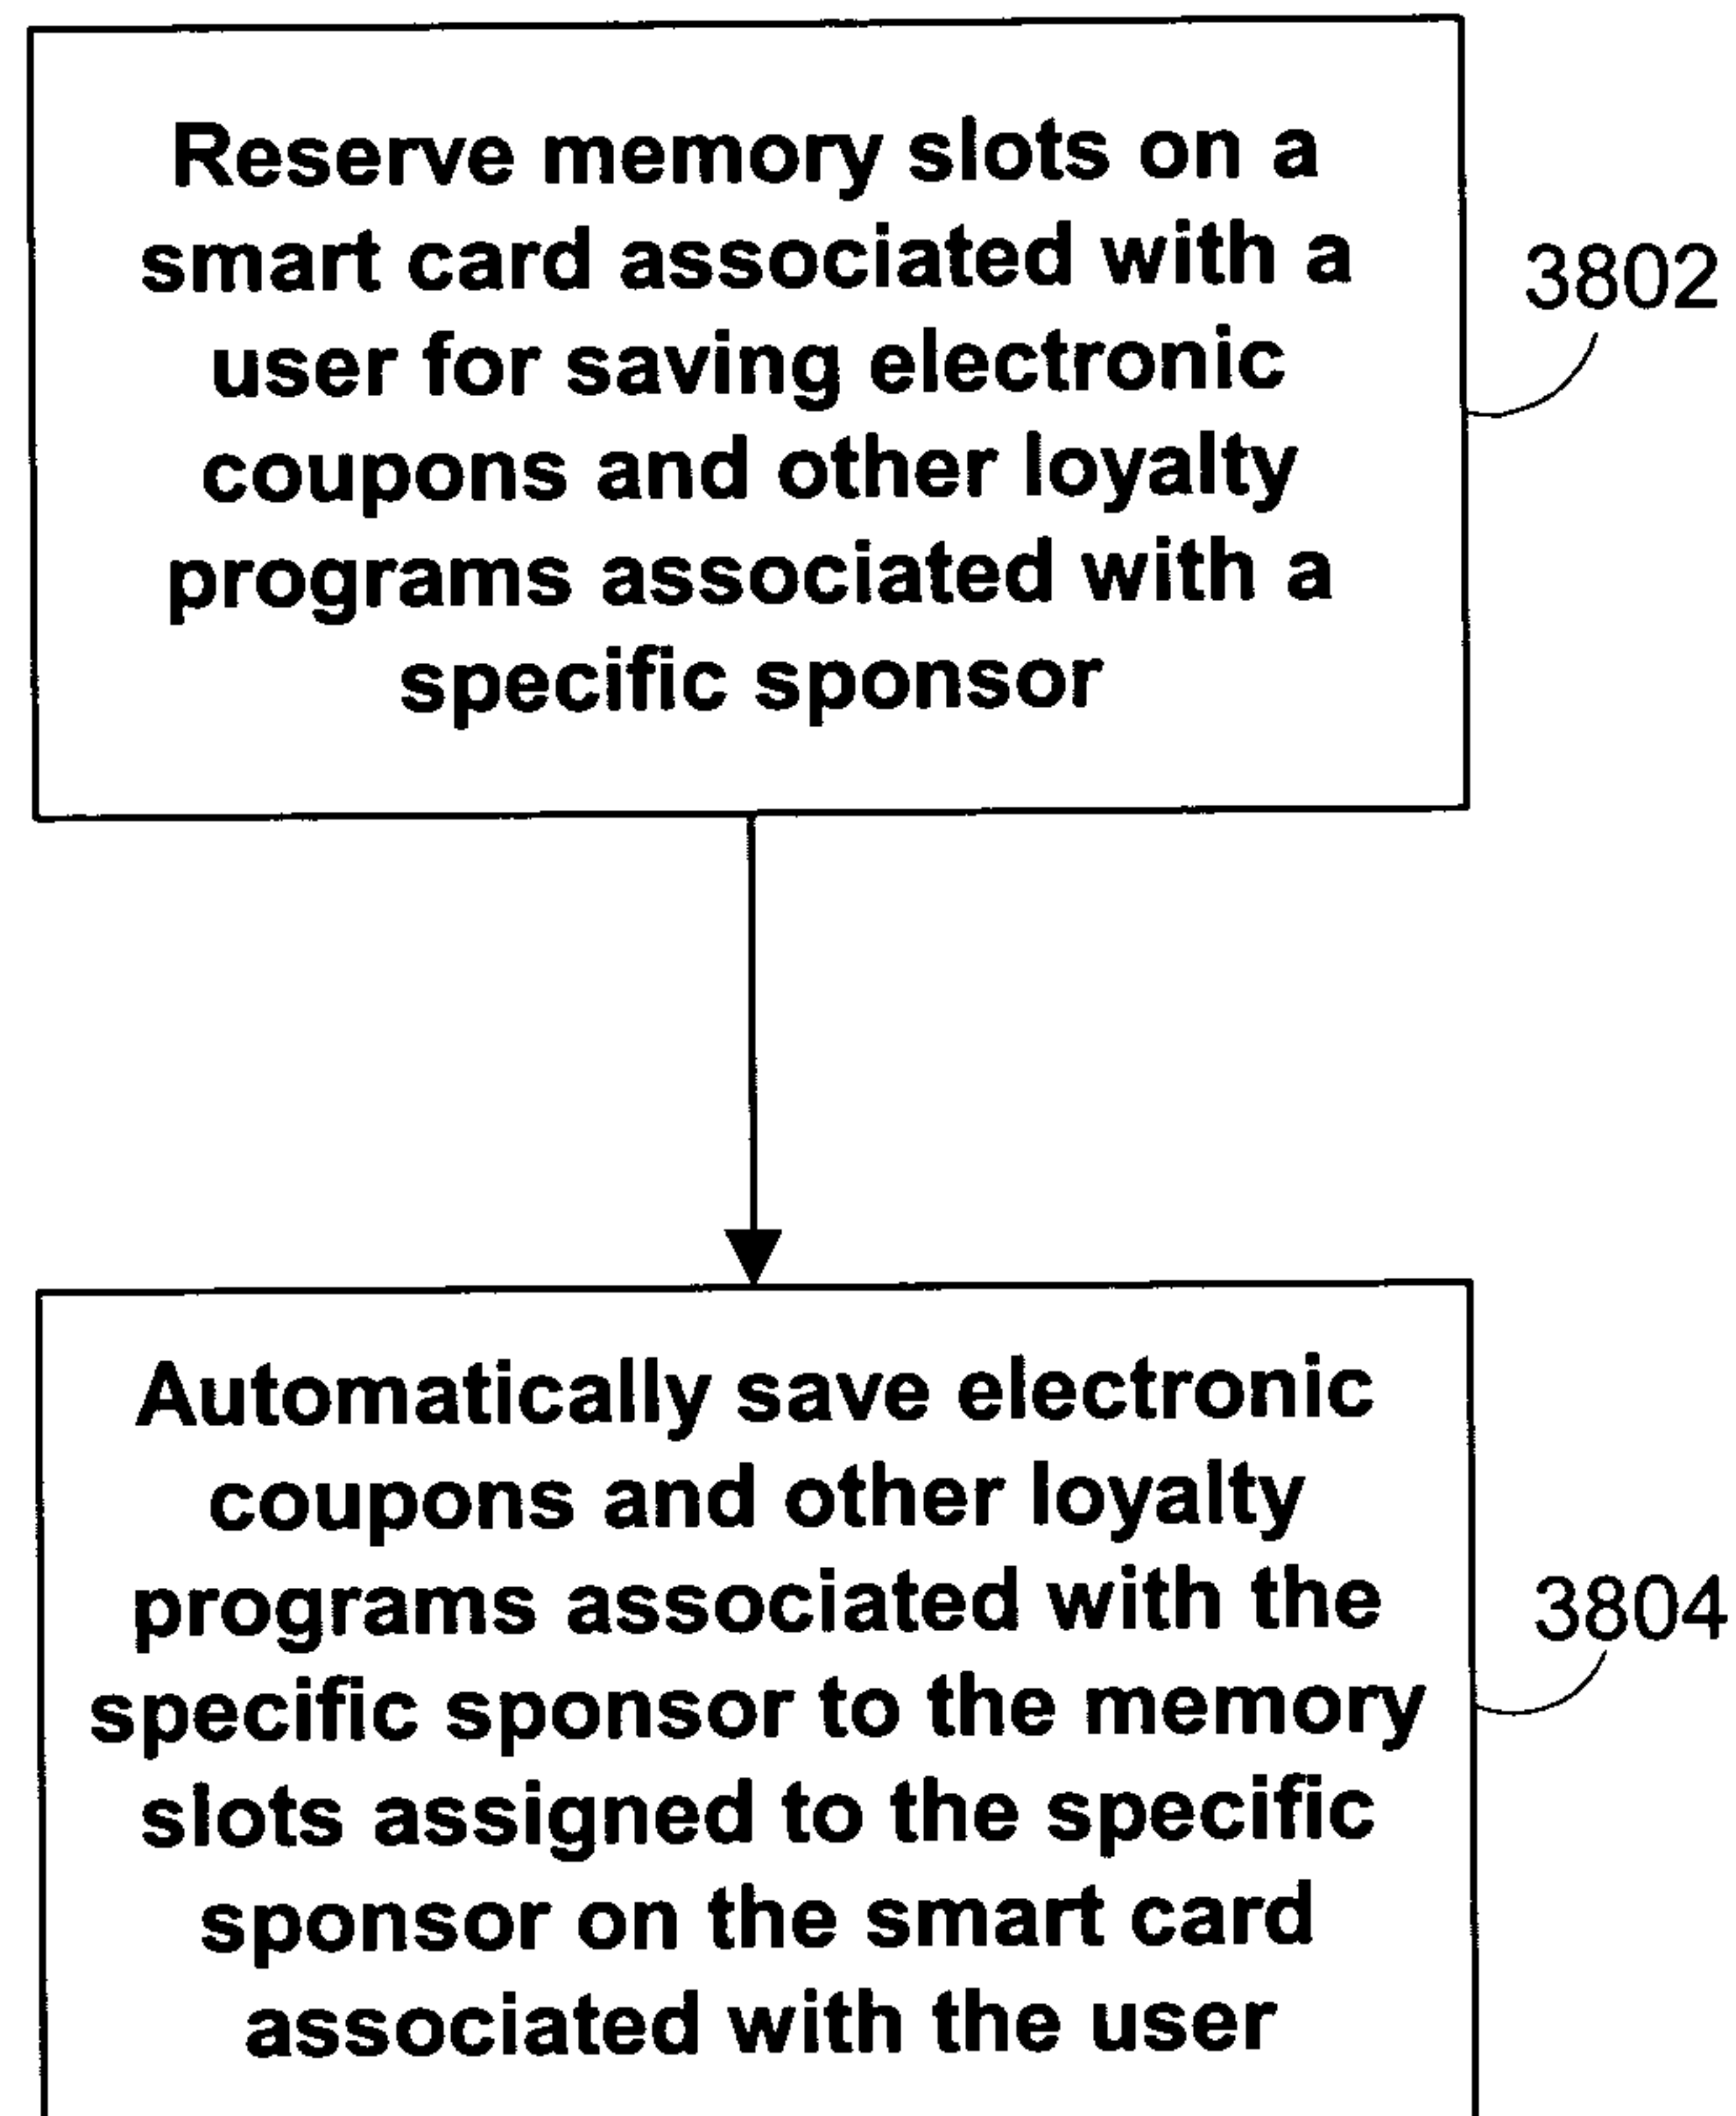 Reserve memory slots on a
smart card associated with a
user for saving electronic
coupons and other loyalty
programs associated with a
specific sponsor
3802
Automatically save electronic
coupons and other loyalty
programs associated with the
specific sponsor to the memory
slots assigned to the specific
sponsor on the smart card
associated with the user
3804